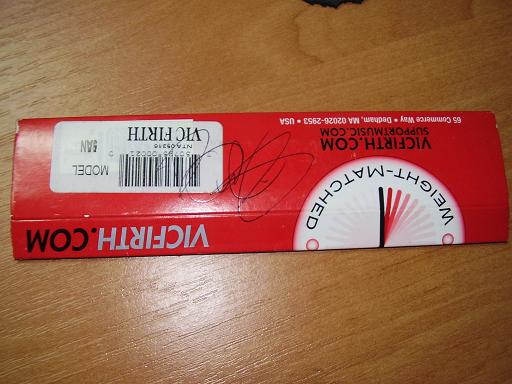 VICFIRTH.COM
WEIGHT-MATCHED
VICFIRTH.COM
SUPPORTMUSIC.COM
65 Commerce Way • Dedham, MA 02026-2953 • USA
MODEL
5AN
VIC FIRTH